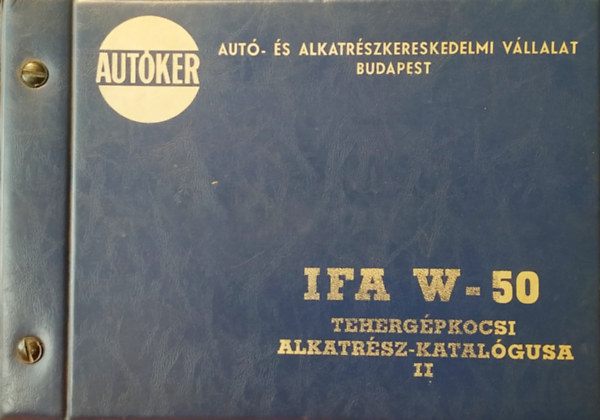 AUTÓKER
AUTÓ- ÉS ALKATRÉSZKERESKEDELMI VÁLLALAT
BUDAPEST
IFA W-50
TEHERGÉPKOCSI
ALKATRÉSZ-KATALÓGUSA
II